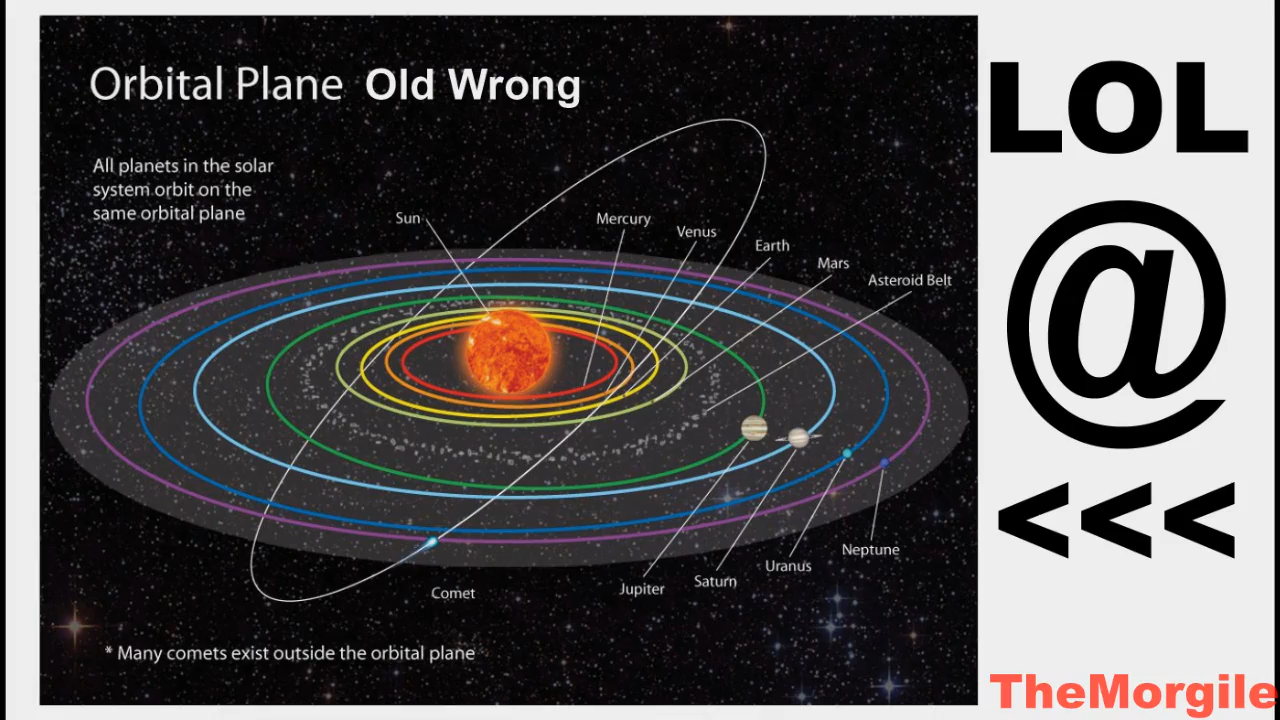 Orbital Plane Old Wrong
All planets in the solar
system orbit on the
same orbital plane
Sun
Mercury
Venus
Earth
Mars
Asteroid Belt
Neptune
Uranus
Saturn
Jupiter
Comet
* Many comets exist outside the orbital plane
LOL
@
<<<
TheMorgile